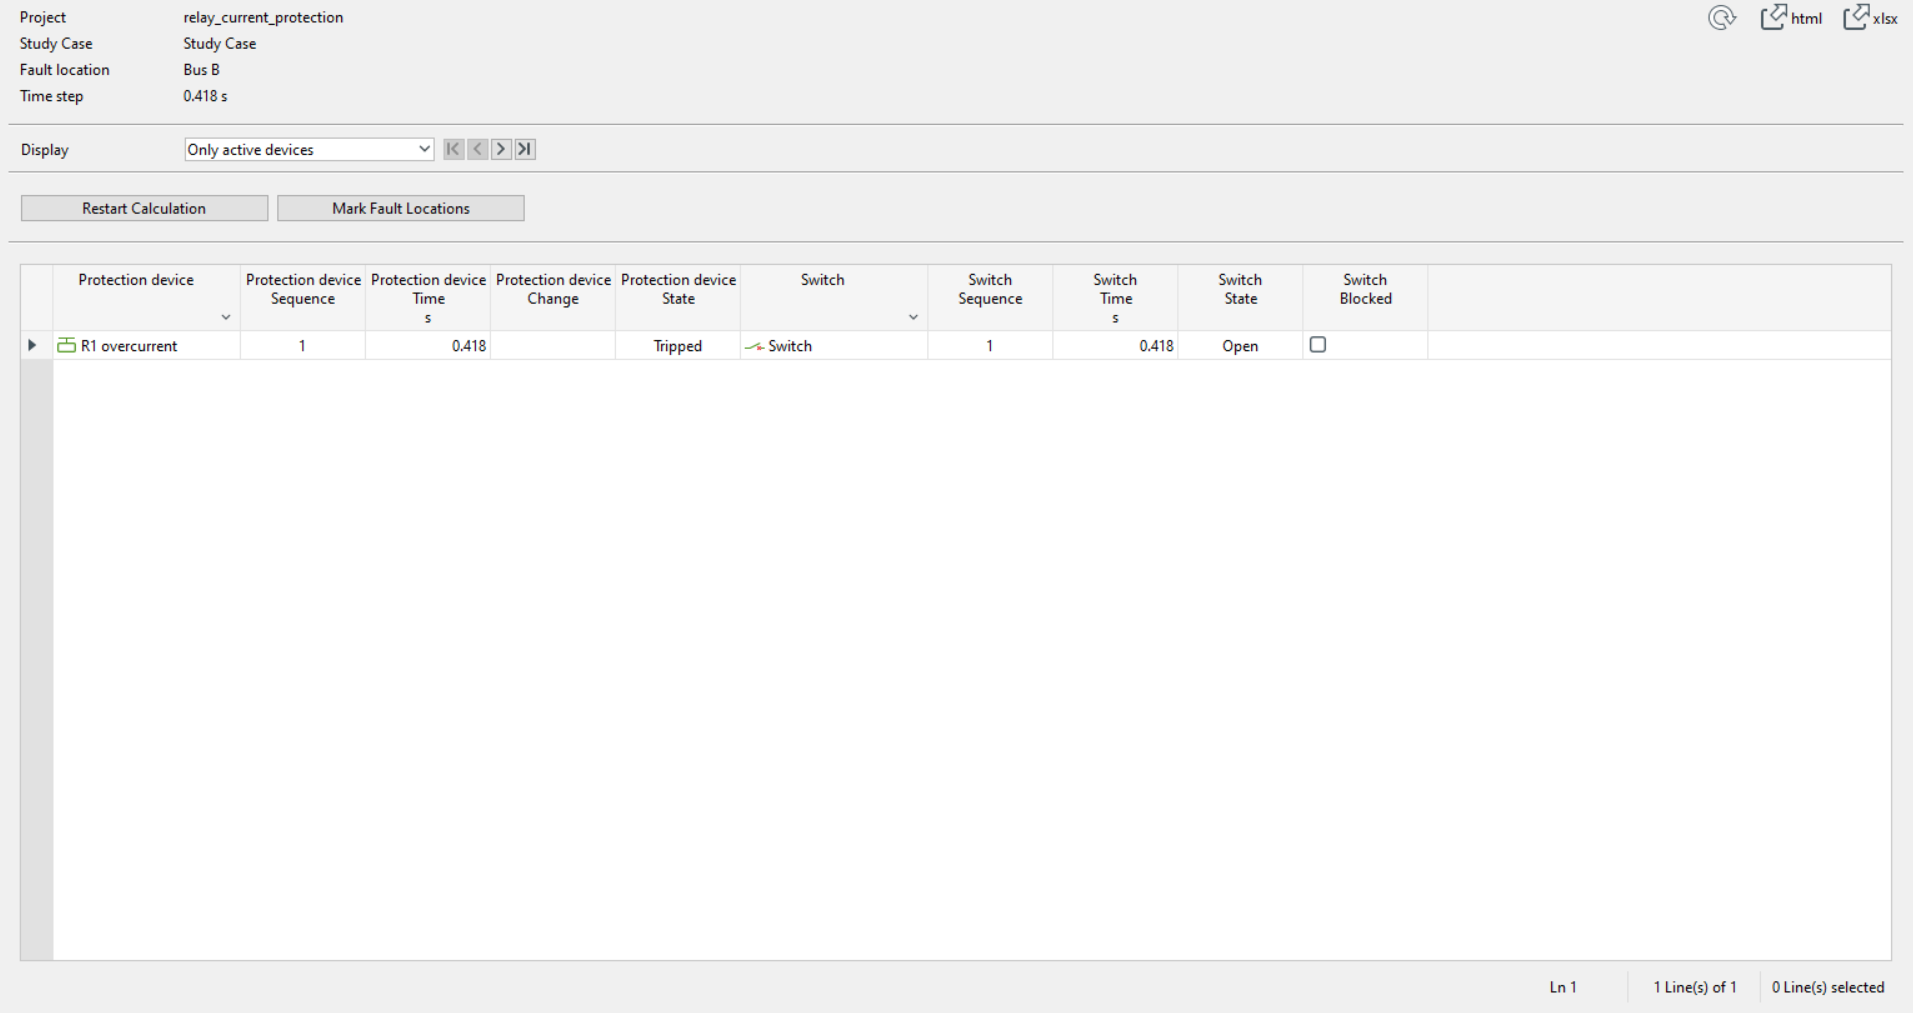 Project relay_current_protection html xlsx
Study Case Study Case
Fault location Bus B
Time step 0.418 s
Display Only active devices
Restart Calculation Mark Fault Locations
Protection device Protection device Protection device Protection device Protection device Switch Switch Switch Switch Switch
Sequence Time Change State Sequence Time State Blocked
s s
R1 overcurrent 1 0.418 Tripped Switch 1 0.418 Open
Ln 1 1 Line(s) of 1 0 Line(s) selected